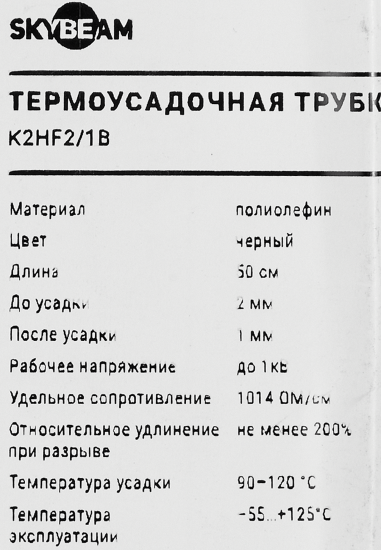 SKYBEAM
ТЕРМОУСАДОЧНАЯ ТРУБК
K2HF2/1B
Материал полиолефин
Цвет черный
Длина 50 см
До усадки 2 мм
После усадки 1 мм
Рабочее напряжение до 1кВ
Удельное сопротивление 1014 ОМ/см
Относительное удлинение не менее 200%
при разрыве
Температура усадки 90-120 °C
Температура -55...+125°C
эксплуатации